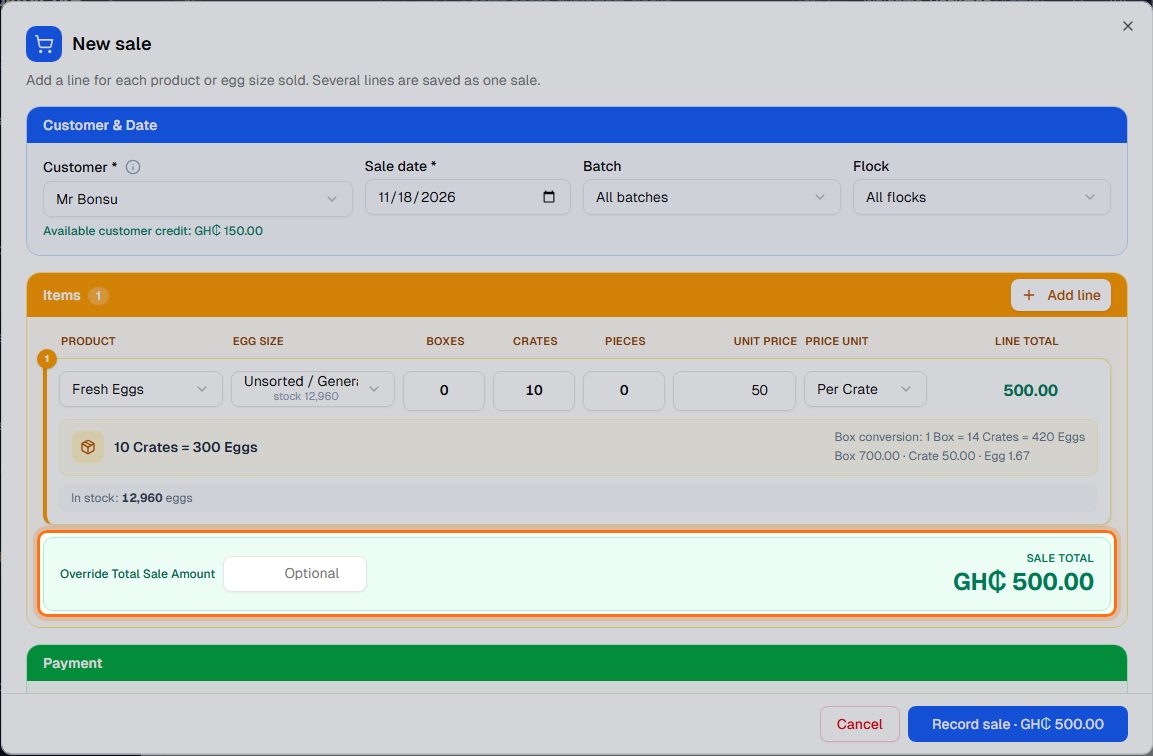 New sale
Add a line for each product or egg size sold. Several lines are saved as one sale.
Customer & Date
Customer *
Sale date *
Batch
Flock
Mr Bonsu
11/18/2026
All batches
All flocks
Available customer credit: GH₵ 150.00
Items 1
+ Add line
PRODUCT EGG SIZE BOXES CRATES PIECES UNIT PRICE PRICE UNIT LINE TOTAL
1
Fresh Eggs
Unsorted / Genera
stock 12,960
0
10
0
50
Per Crate
500.00
10 Crates = 300 Eggs
Box conversion: 1 Box = 14 Crates = 420 Eggs
Box 700.00 · Crate 50.00 · Egg 1.67
In stock: 12,960 eggs
Override Total Sale Amount
Optional
SALE TOTAL
GH₵ 500.00
Payment
Cancel
Record sale · GH₵ 500.00